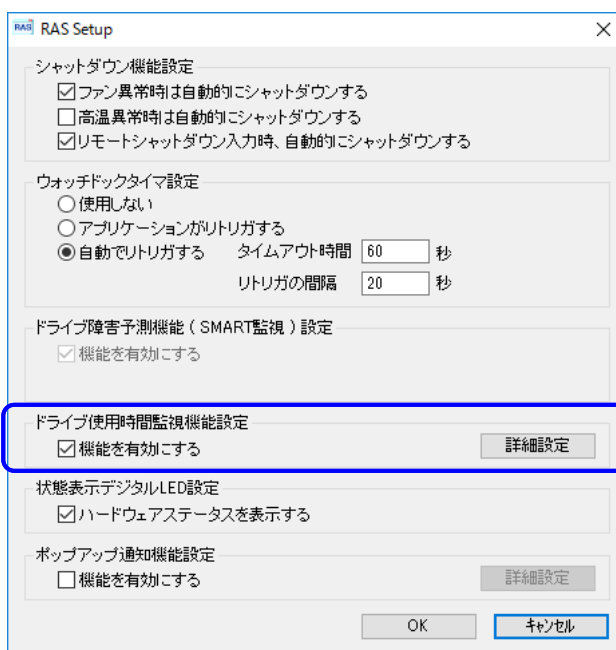 RAS RAS Setup
シャットダウン機能設定
ファン異常時は自動的にシャットダウンする
高温異常時は自動的にシャットダウンする
リモートシャットダウン入力時、自動的にシャットダウンする
ウォッチドックタイマ設定
使用しない
アプリケーションがリトリガする
自動でリトリガする タイムアウト時間 60 秒
リトリガの間隔 20 秒
ドライブ障害予測機能（SMART監視）設定
機能を有効にする
ドライブ使用時間監視機能設定
機能を有効にする 詳細設定
状態表示デジタルLED設定
ハードウェアステータスを表示する
ポップアップ通知機能設定
機能を有効にする 詳細設定
OK キャンセル